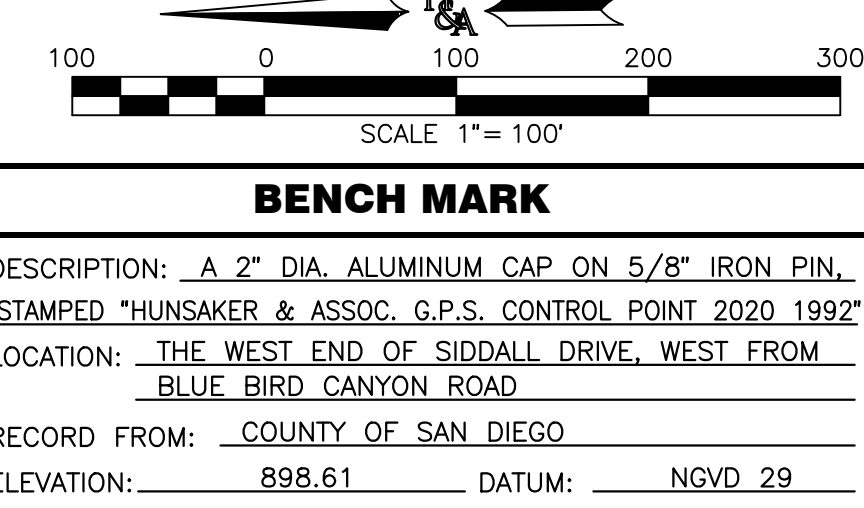 100 0 100 200 300
SCALE 1"= 100'
BENCH MARK
DESCRIPTION: A 2" DIA. ALUMINUM CAP ON 5/8" IRON PIN,
STAMPED "HUNSAKER & ASSOC. G.P.S. CONTROL POINT 2020 1992"
LOCATION: THE WEST END OF SIDDALL DRIVE, WEST FROM
BLUE BIRD CANYON ROAD
RECORD FROM: COUNTY OF SAN DIEGO
ELEVATION: 898.61 DATUM: NGVD 29